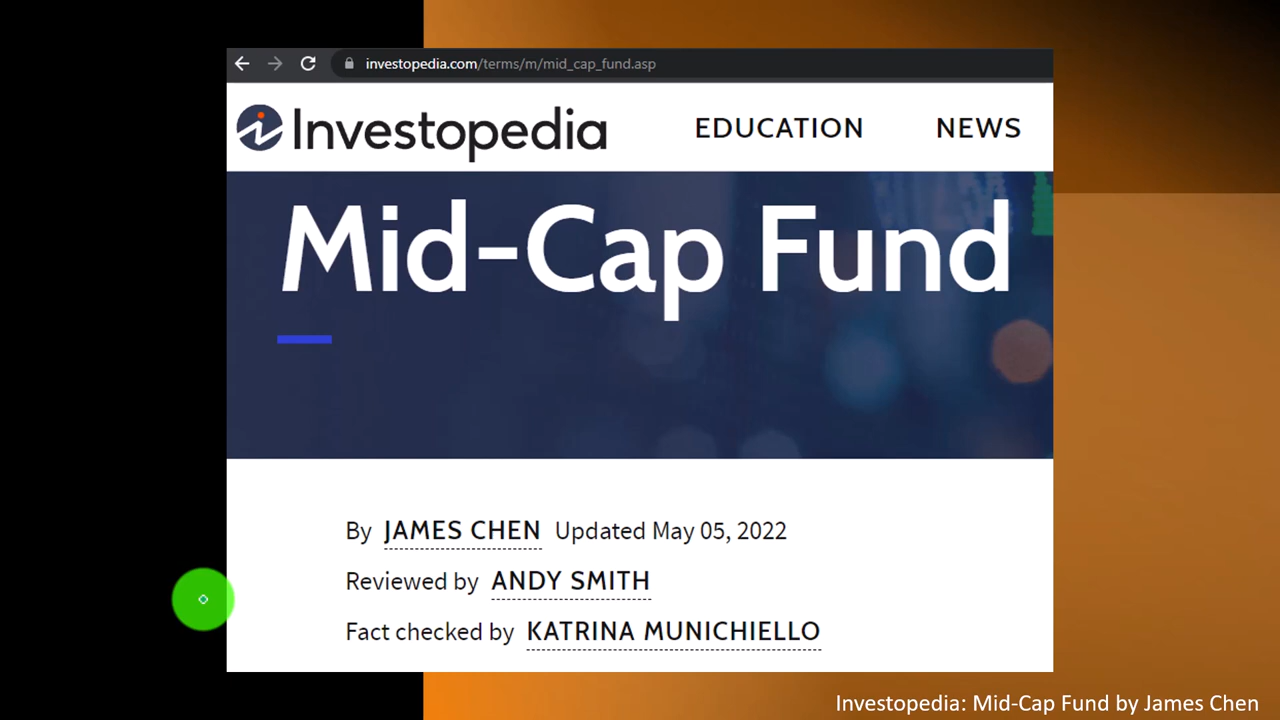 investopedia.com/terms/m/mid_cap_fund.asp
Investopedia EDUCATION NEWS
Mid-Cap Fund
By JAMES CHEN Updated May 05, 2022
Reviewed by ANDY SMITH
Fact checked by KATRINA MUNICHIELLO
Investopedia: Mid-Cap Fund by James Chen